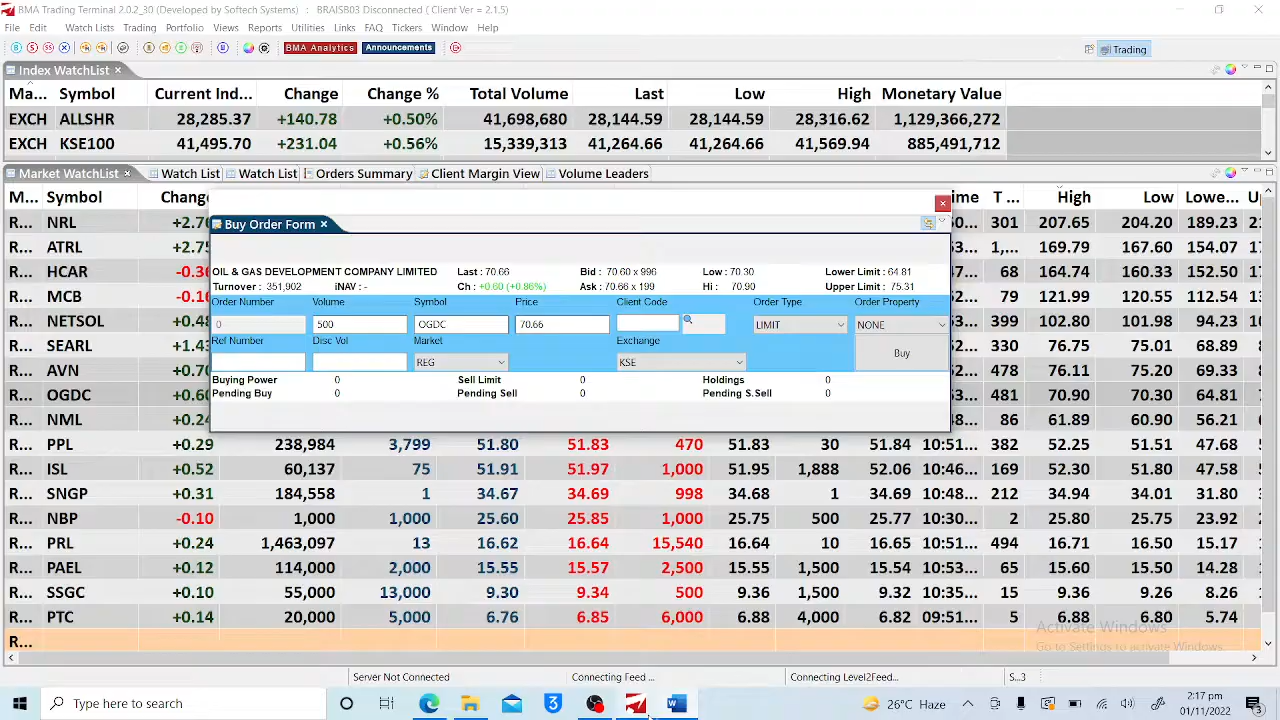 BMA Trading Terminal 2.0.2_30 (Developed by Softech Systems ) - BRAISB03 Disconnected ( Client Ver = 2.1.5)
File Edit Watch Lists Trading Portfolio Views Reports Utilities Links FAQ Tickers Window Help
BMA Analytics Announcements Trading
Index WatchList
Ma... Symbol Current Ind... Change Change % Total Volume Last Low High Monetary Value
EXCH ALLSHR 28,285.37 +140.78 +0.50% 41,698,680 28,144.59 28,144.59 28,316.62 1,129,366,272
EXCH KSE100 41,495.70 +231.04 +0.56% 15,339,313 41,264.66 41,264.66 41,569.94 885,491,712
Market WatchList Watch List Watch List Orders Summary Client Margin View Volume Leaders
M... Symbol Chang ime T ... High Low Lowe... U
R... NRL +2.7 301 207.65 204.20 189.23
R... ATRL +2.75 1,... 169.79 167.60 154.07
R... HCAR -0.36 68 164.74 160.33 152.50
R... MCB -0.16 79 121.99 120.55 112.54
R... NETSOL +1.0 399 102.80 101.98 94.23
R... SEARL +1.43 330 76.75 75.01 68.89
R... AVN +0.70 478 76.11 75.20 69.33
R... OGDC +0.60 481 70.90 70.30 64.81
R... NML +0.24 86 61.89 60.90 56.21
Buy Order Form
OIL & GAS DEVELOPMENT COMPANY LIMITED Last : 70.66 Bid : 70.60 x 996 Low : 70.30 Lower Limit : 64.81
Turnover : 351,902 iNAV : - Ch : +0.60 (+0.86%) Ask : 70.66 x 199 Hi : 70.90 Upper Limit : 75.31
Order Number Volume Symbol Price Client Code Order Type Order Property
0 500 OGDC 70.66 LIMIT NONE
Ref Number Disc Vol Market Exchange
REG KSE Buy
Buying Power 0 Sell Limit 0 Holdings 0
Pending Buy 0 Pending Sell 0 Pending S.Sell 0
R... PPL +0.29 238,984 3,799 51.80 51.83 470 51.83 30 51.84 10:51... 382 52.25 51.51 47.68
R... ISL +0.52 60,137 75 51.91 51.97 1,000 51.95 1,888 52.06 10:46... 169 52.30 51.80 47.58
R... SNGP +0.31 184,558 1 34.67 34.69 998 34.68 1 34.69 10:48... 212 34.94 34.01 31.80
R... NBP -0.10 1,000 1,000 25.60 25.85 1,000 25.75 500 25.77 10:30... 2 25.80 25.75 23.92
R... PRL +0.24 1,463,097 13 16.62 16.64 15,540 16.64 10 16.65 10:51... 494 16.71 16.50 15.17
R... PAEL +0.12 114,000 2,000 15.55 15.57 2,500 15.55 1,500 15.54 10:53... 65 15.60 15.50 14.28
R... SSGC +0.10 55,000 13,000 9.30 9.34 500 9.36 1,500 9.32 10:35... 15 9.36 9.26 8.26
R... PTC +0.14 20,000 5,000 6.76 6.85 6,000 6.88 4,000 6.82 09:51... 5 6.88 6.80 5.74
R...
Activate Windows
Go to Settings to activate Windows.
Server Not Connected Connecting Feed ... Connecting Level2Feed... S...3
Type here to search 25°C Haze 2:17 pm
01/11/2022